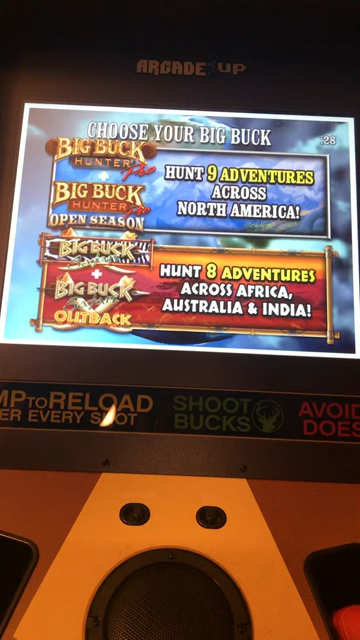 ARCADE1UP
CHOOSE YOUR BIG BUCK
:28
BIG BUCK
HUNTER
Pro
+
BIG BUCK
HUNTER
Pro
OPEN SEASON
HUNT 9 ADVENTURES
ACROSS
NORTH AMERICA!
BIG BUCK
+
BIG BUCK
OUTBACK
HUNT 8 ADVENTURES
ACROSS AFRICA,
AUSTRALIA & INDIA!
MP TO RELOAD
ER EVERY SHOT
SHOOT
BUCKS
AVOID
DOES